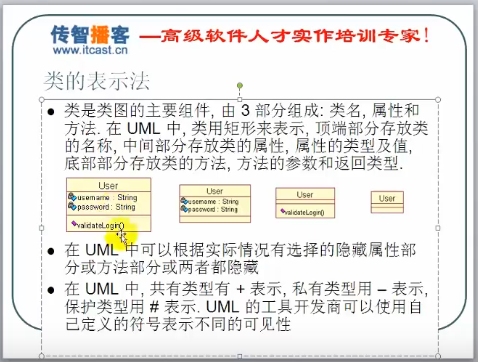 传智播客
www.itcast.cn
—高级软件人才实作培训专家!
类的表示法
● 类是类图的主要组件, 由 3 部分组成: 类名, 属性和
方法. 在 UML 中, 类用矩形来表示, 顶端部分存放类
的名称, 中间部分存放类的属性, 属性的类型及值,
底部部分存放类的方法, 方法的参数和返回类型.
User
username : String
password : String
validateLogin()
User
username : String
password : String
User
validateLogin()
User
● 在 UML 中可以根据实际情况有选择的隐藏属性部
分或方法部分或两者都隐藏
● 在 UML 中, 共有类型有 + 表示, 私有类型用 – 表示,
保护类型用 # 表示. UML 的工具开发商可以使用自
己定义的符号表示不同的可见性